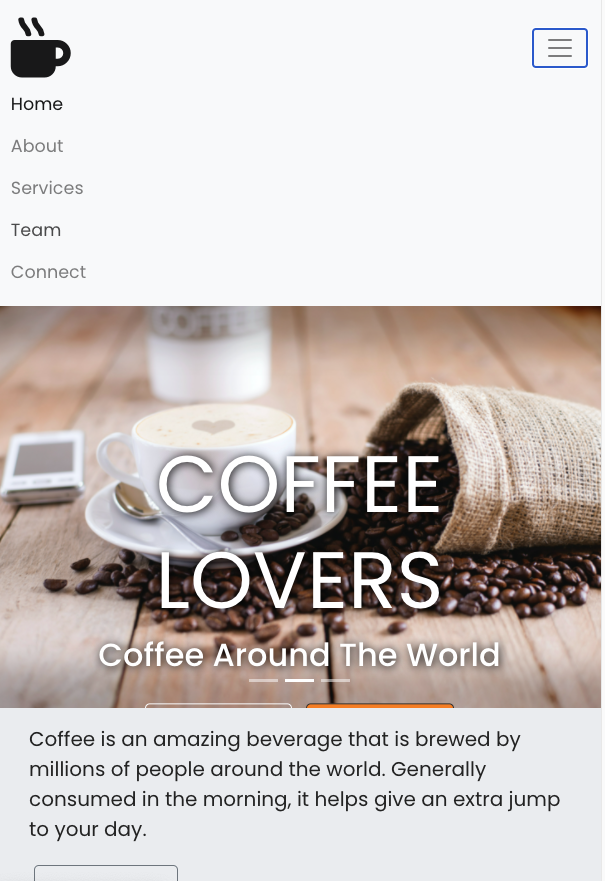 Home
About
Services
Team
Connect
COFFEE
COFFEE
LOVERS
Coffee Around The World
Coffee is an amazing beverage that is brewed by
millions of people around the world. Generally
consumed in the morning, it helps give an extra jump
to your day.